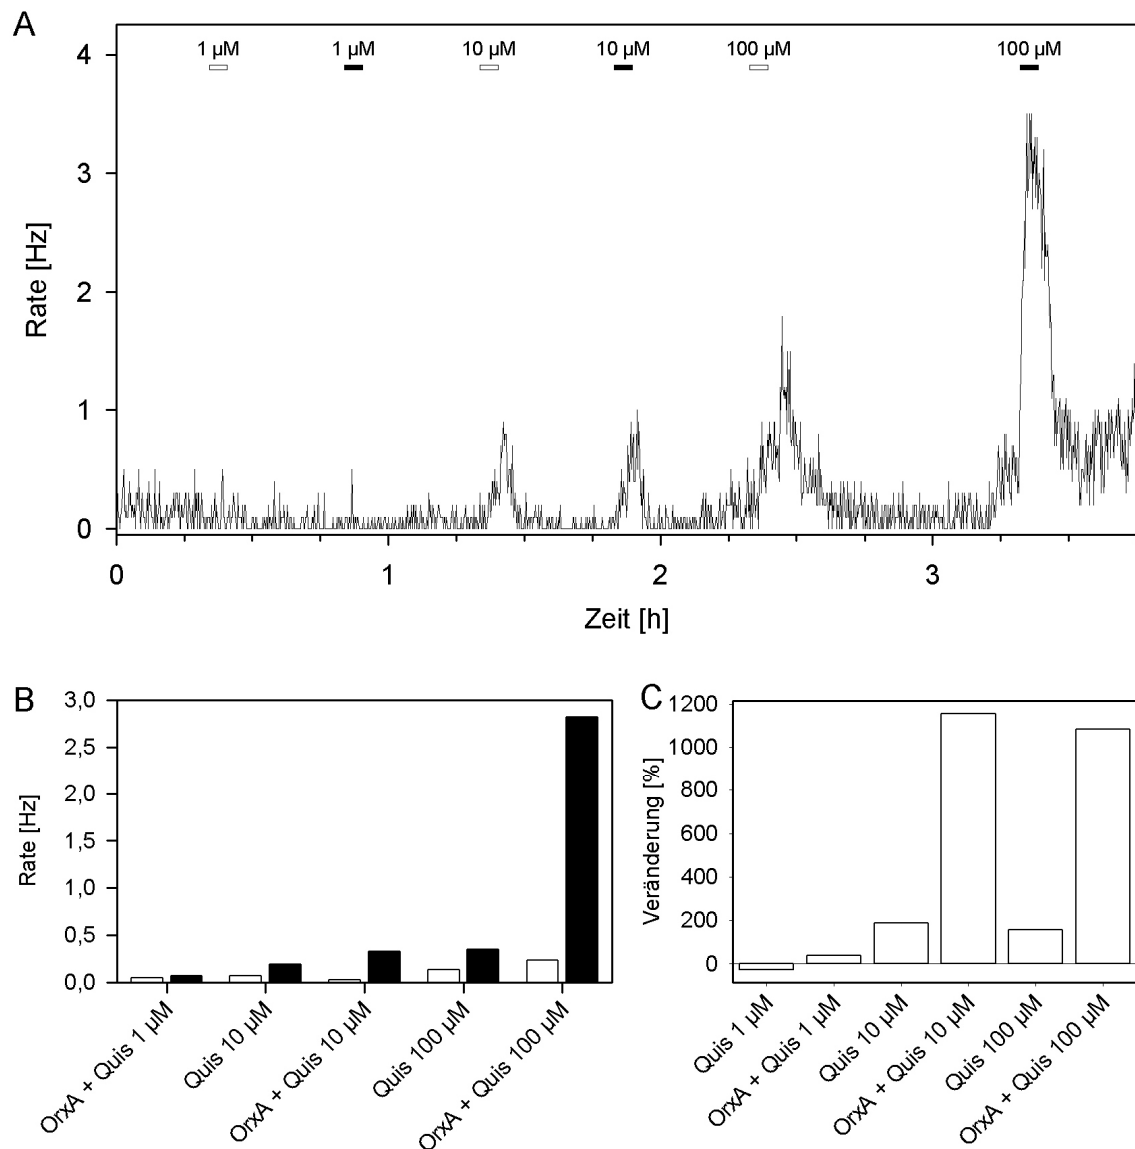 A
1 µM 1 µM 10 µM 10 µM 100 µM 100 µM
4
3
2
1
0
Rate [Hz]
0 1 2 3
Zeit [h]
B
3,0
2,5
2,0
1,5
1,0
0,5
0,0
Rate [Hz]
OrxA + Quis 1 µM
Quis 10 µM
OrxA + Quis 10 µM
Quis 100 µM
OrxA + Quis 100 µM
C
1200
1000
800
600
400
200
0
Veränderung [%]
Quis 1 µM
OrxA + Quis 1 µM
Quis 10 µM
OrxA + Quis 10 µM
Quis 100 µM
OrxA + Quis 100 µM